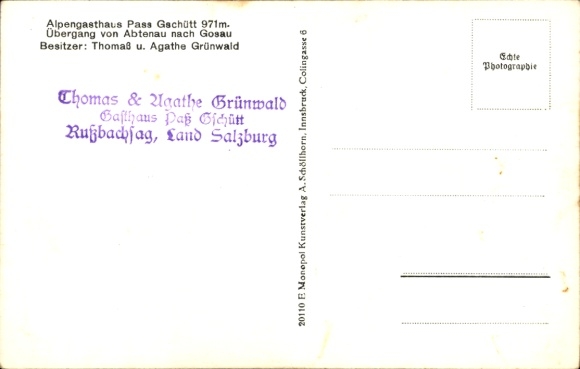 Alpengasthaus Pass Gschütt 971m.
Übergang von Abtenau nach Gosau
Besitzer: Thomaß u. Agathe Grünwald
Thomas & Agathe Grünwald
Gasthaus Paß Gschütt
Rußbachsag, Land Salzburg
20110 E Monopol Kunstverlag A. Schöllhorn, Innsbruck, Colingasse 6
Echte
Photographie